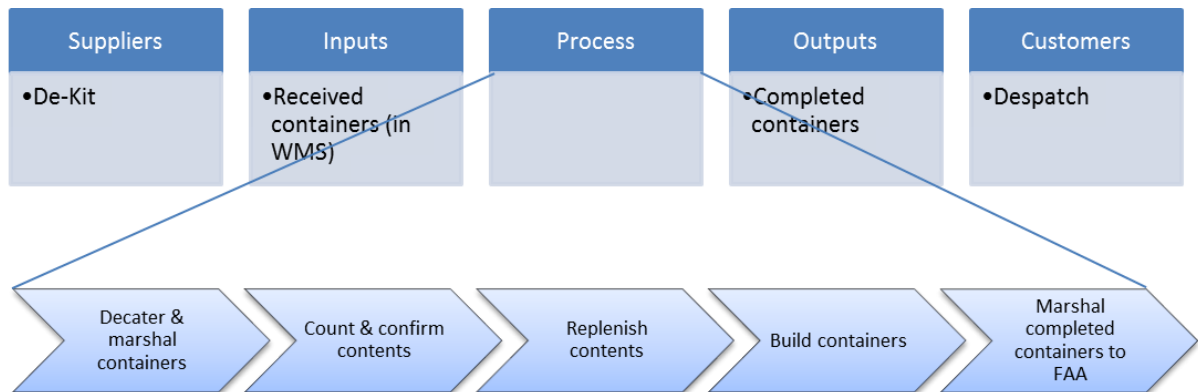 Suppliers
Inputs
Process
Outputs
Customers
•De-Kit
•Received
containers (in
WMS)
•Completed
containers
•Despatch
Decater &
marshal
containers
Count & confirm
contents
Replenish
contents
Build containers
Marshal
completed
containers to
FAA